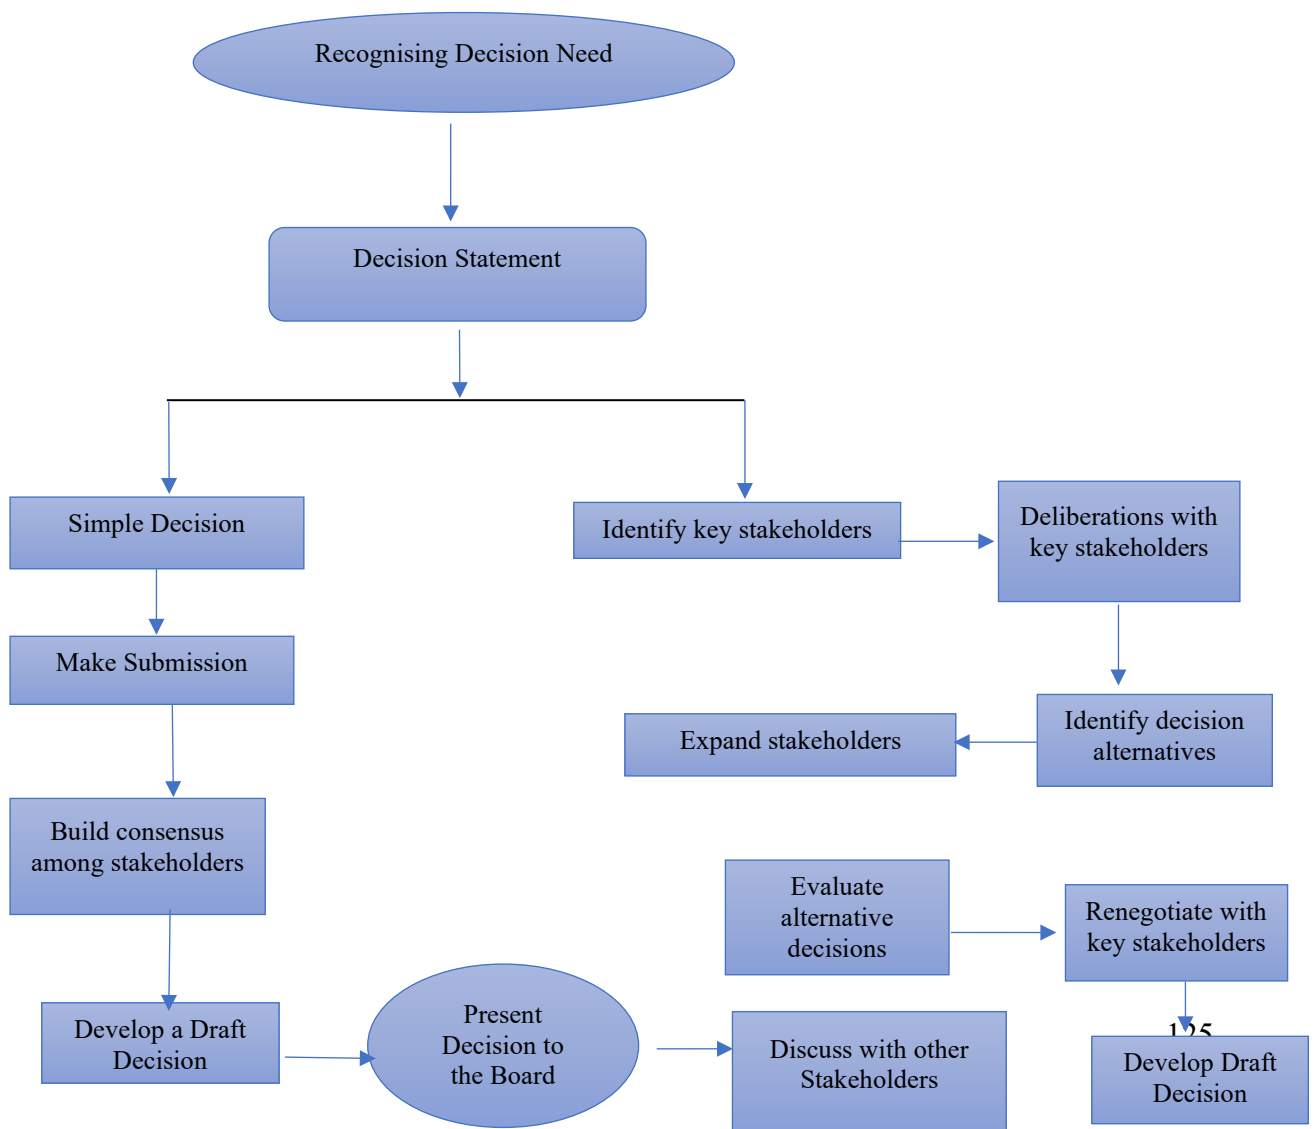 Recognising Decision Need
Decision Statement
Simple Decision
Identify key stakeholders
Deliberations with
key stakeholders
Make Submission
Expand stakeholders
Identify decision
alternatives
Build consensus
among stakeholders
Evaluate
alternative
decisions
Renegotiate with
key stakeholders
Develop a Draft
Decision
Present
Decision to
the Board
Discuss with other
Stakeholders
125
Develop Draft
Decision